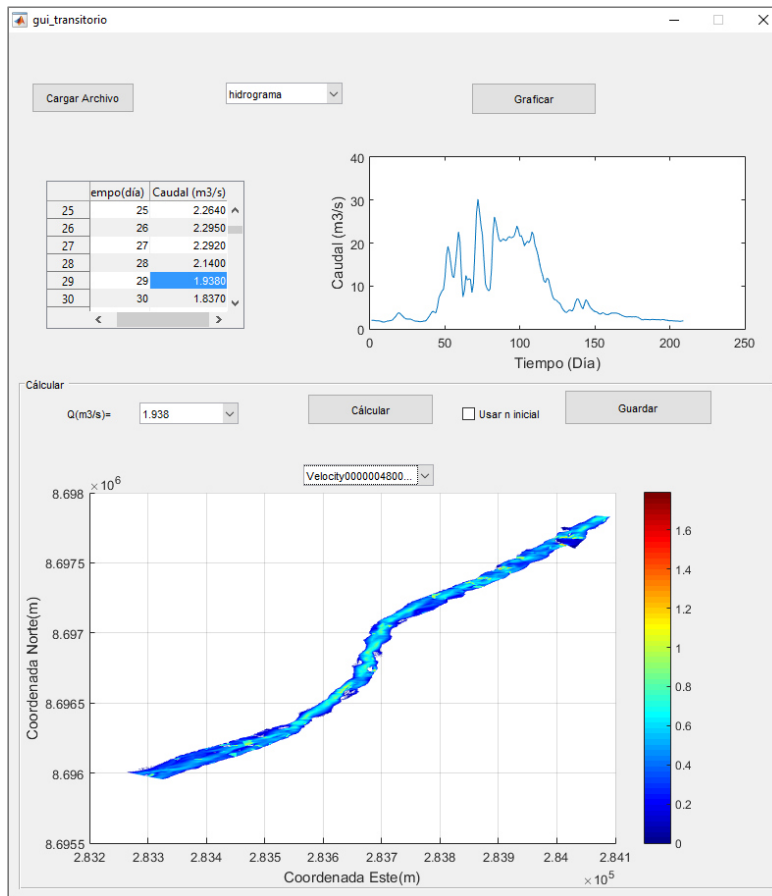 gui_transitorio
Cargar Archivo
hidrograma
Graficar
empo(día) Caudal (m3/s)
25 25 2.2640
26 26 2.2950
27 27 2.2920
28 28 2.1400
29 29 1.9380
30 30 1.8370
40
30
20
10
0
Caudal (m3/s)
0 50 100 150 200 250
Tiempo (Día)
Cálcular
Q(m3/s)= 1.938
Cálcular
Usar n inicial
Guardar
Velocity0000004800...
× 10^6
8.698
8.6975
8.697
8.6965
8.696
8.6955
Coordenada Norte(m)
2.832 2.833 2.834 2.835 2.836 2.837 2.838 2.839 2.84 2.841
Coordenada Este(m)
× 10^5
1.6
1.4
1.2
1
0.8
0.6
0.4
0.2
0